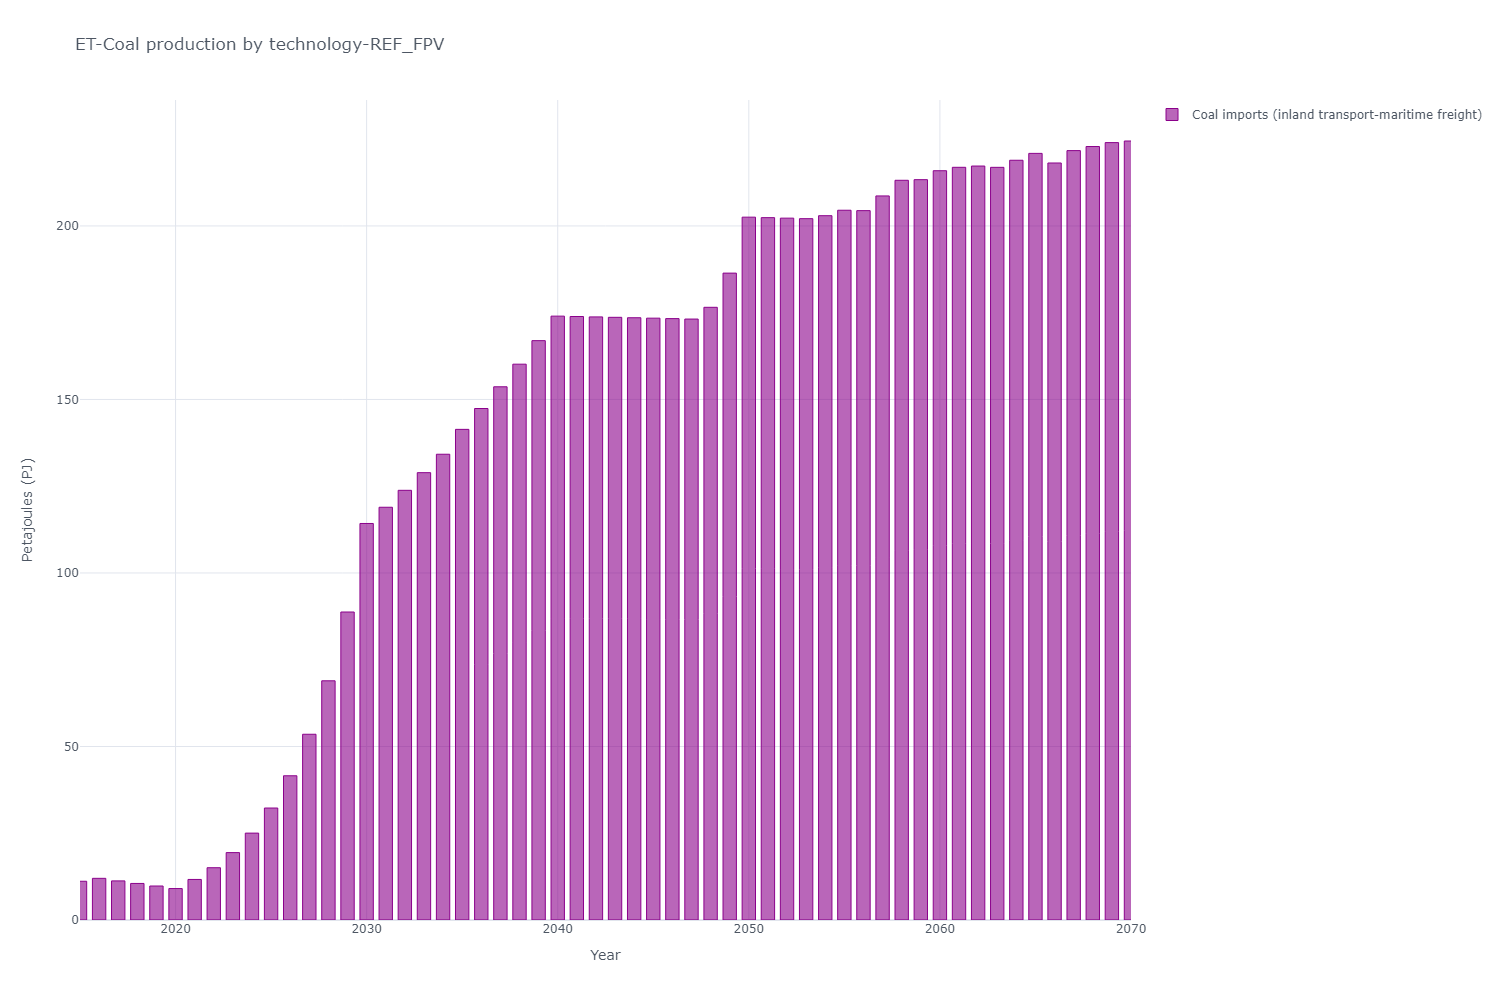 ET-Coal production by technology-REF_FPV
Coal imports (inland transport-maritime freight)
200
150
100
50
0
Petajoules (PJ)
2020
2030
2040
2050
2060
2070
Year